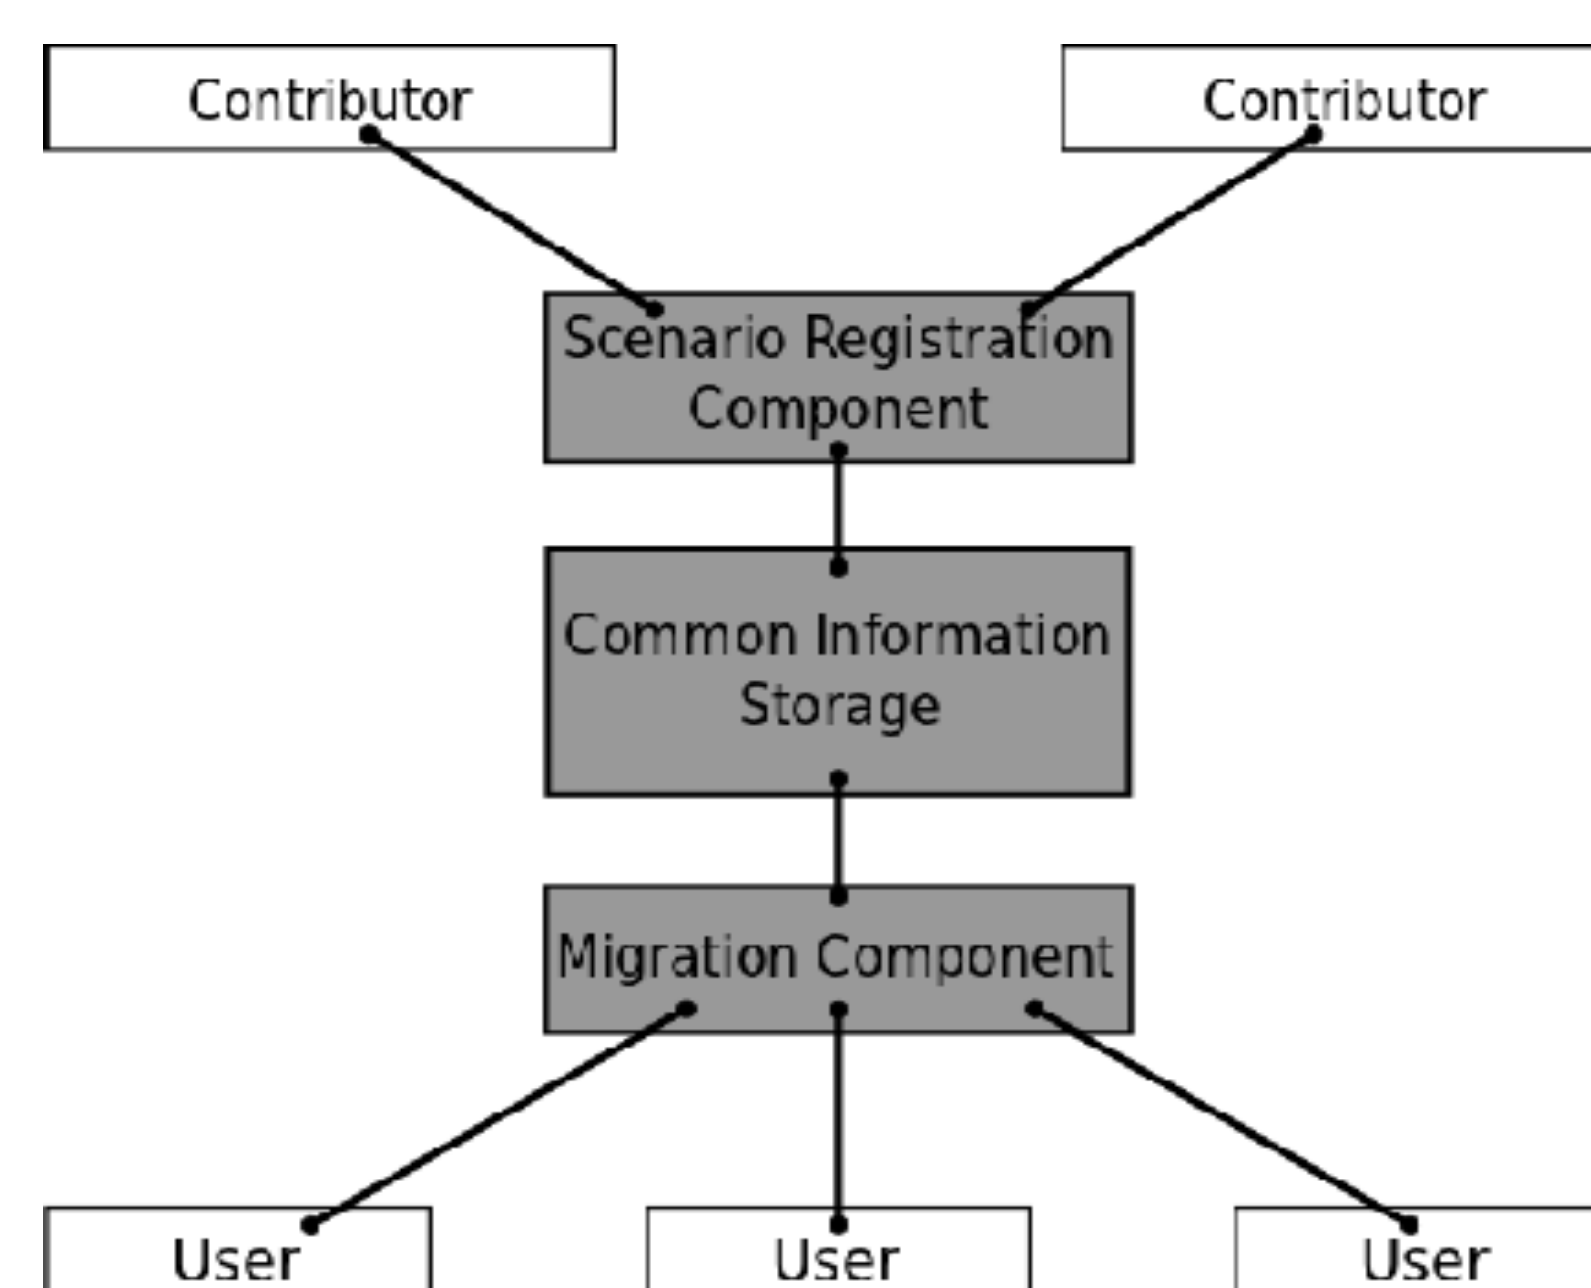 Contributor
Contributor
Scenario Registration
Component
Common Information
Storage
Migration Component
User
User
User